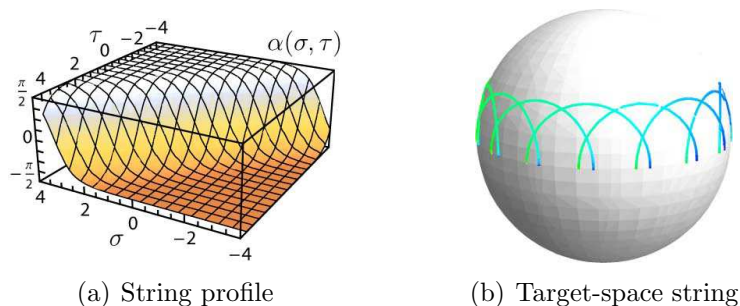 τ
-4
-2
0
2
4
α(σ, τ)
π/2
0
-π/2
4
2
0
-2
-4
σ
(a) String profile
(b) Target-space string